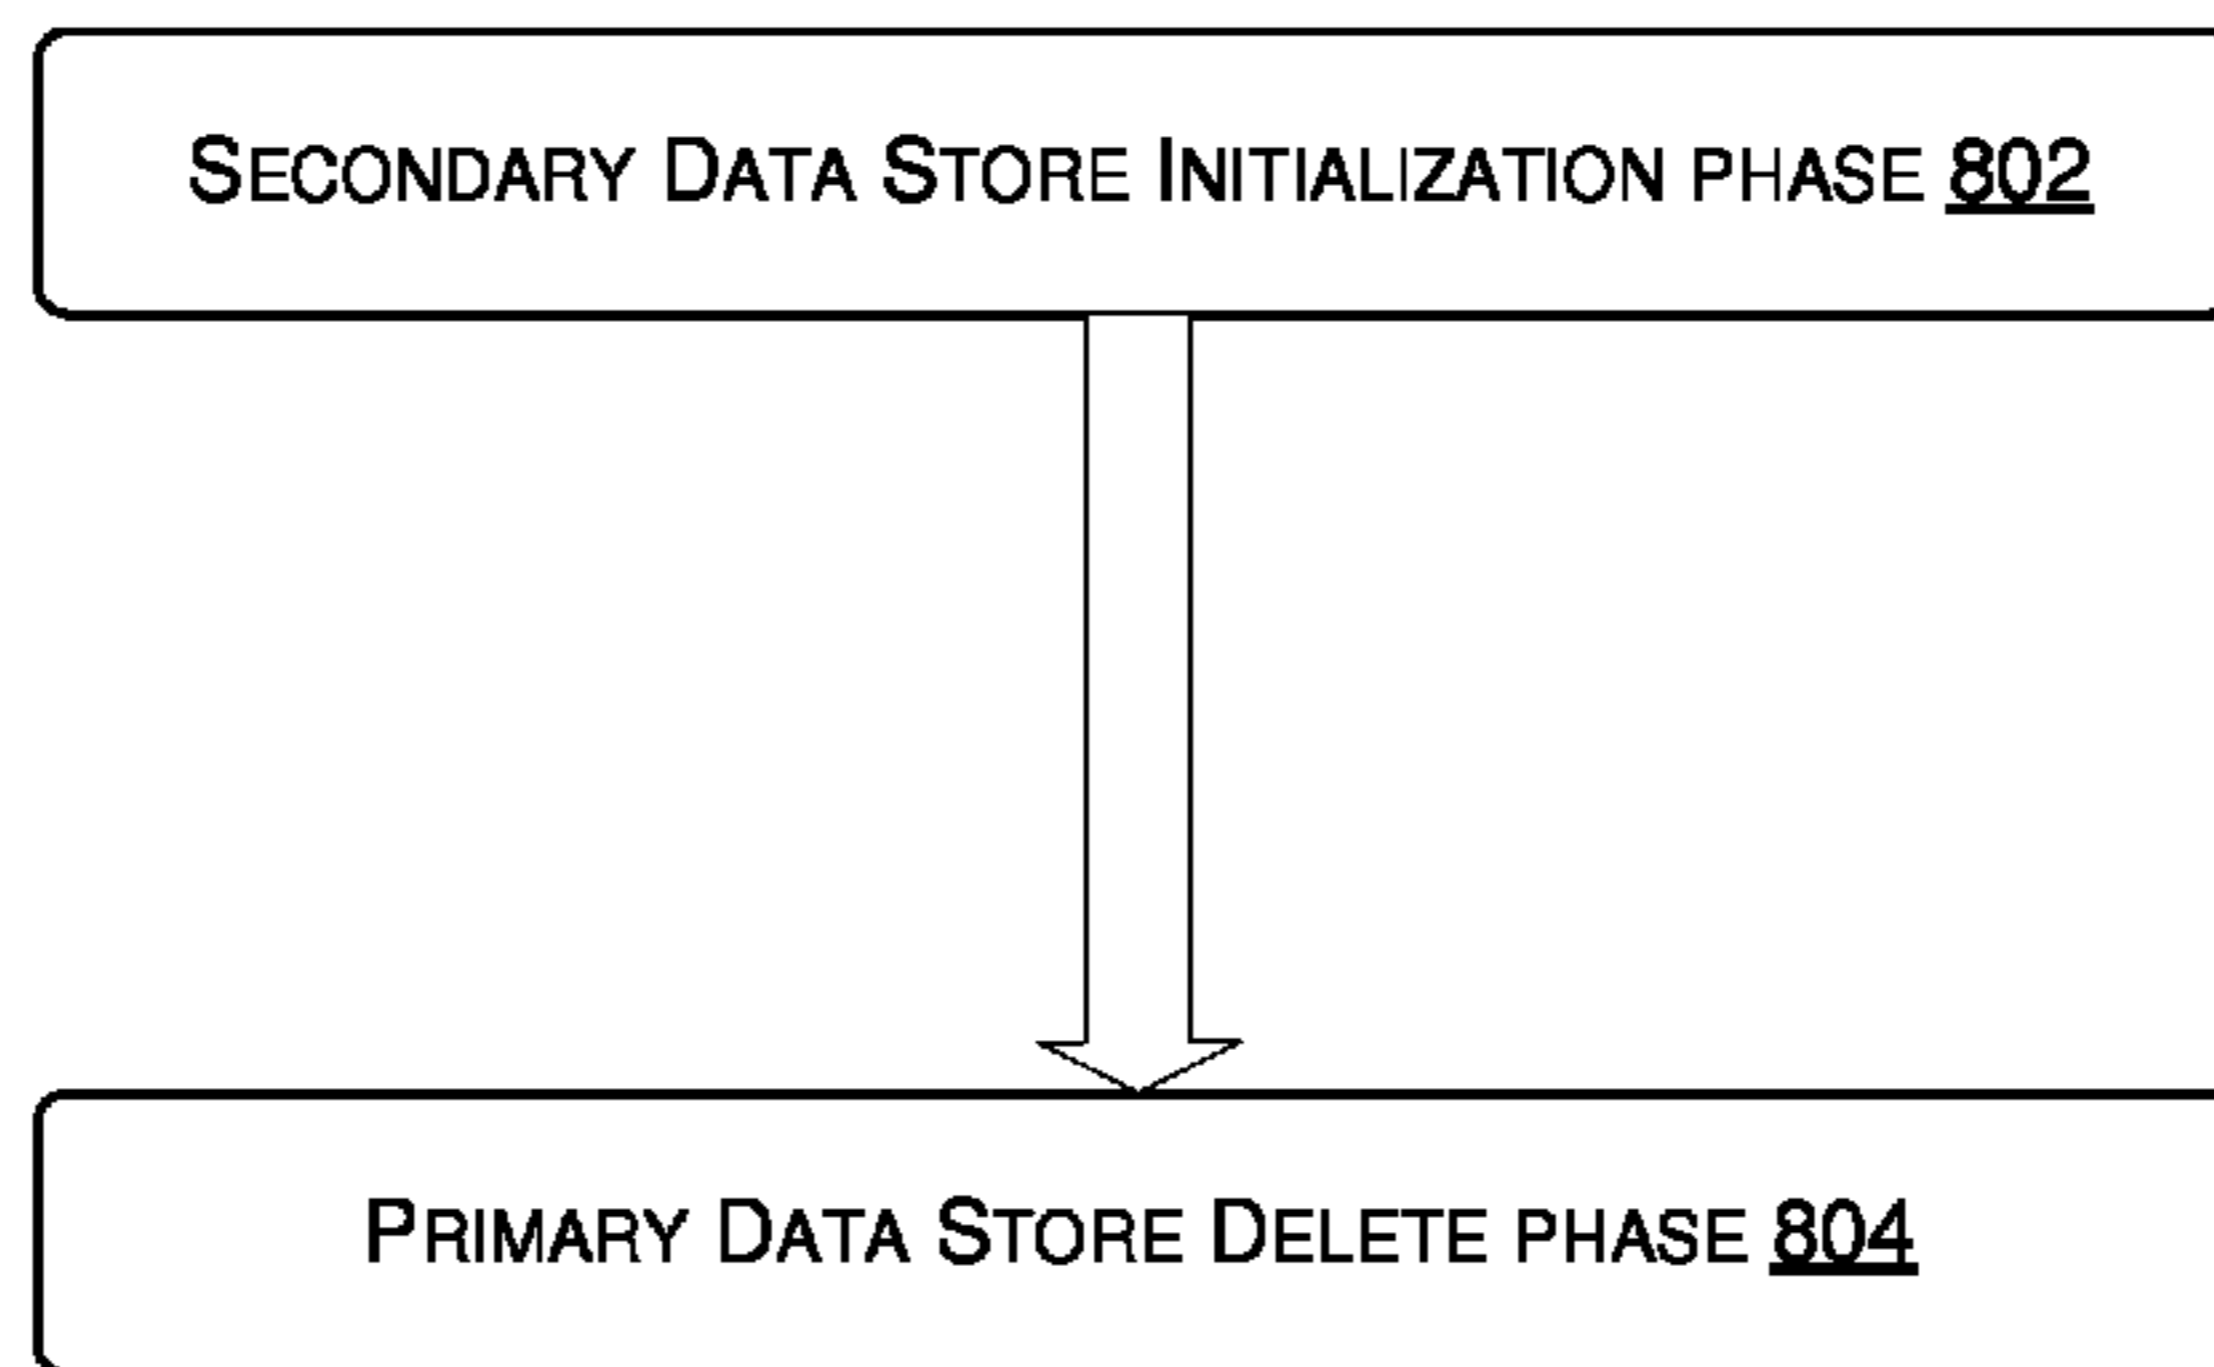 Secondary Data Store Initialization phase 802
Primary Data Store Delete phase 804